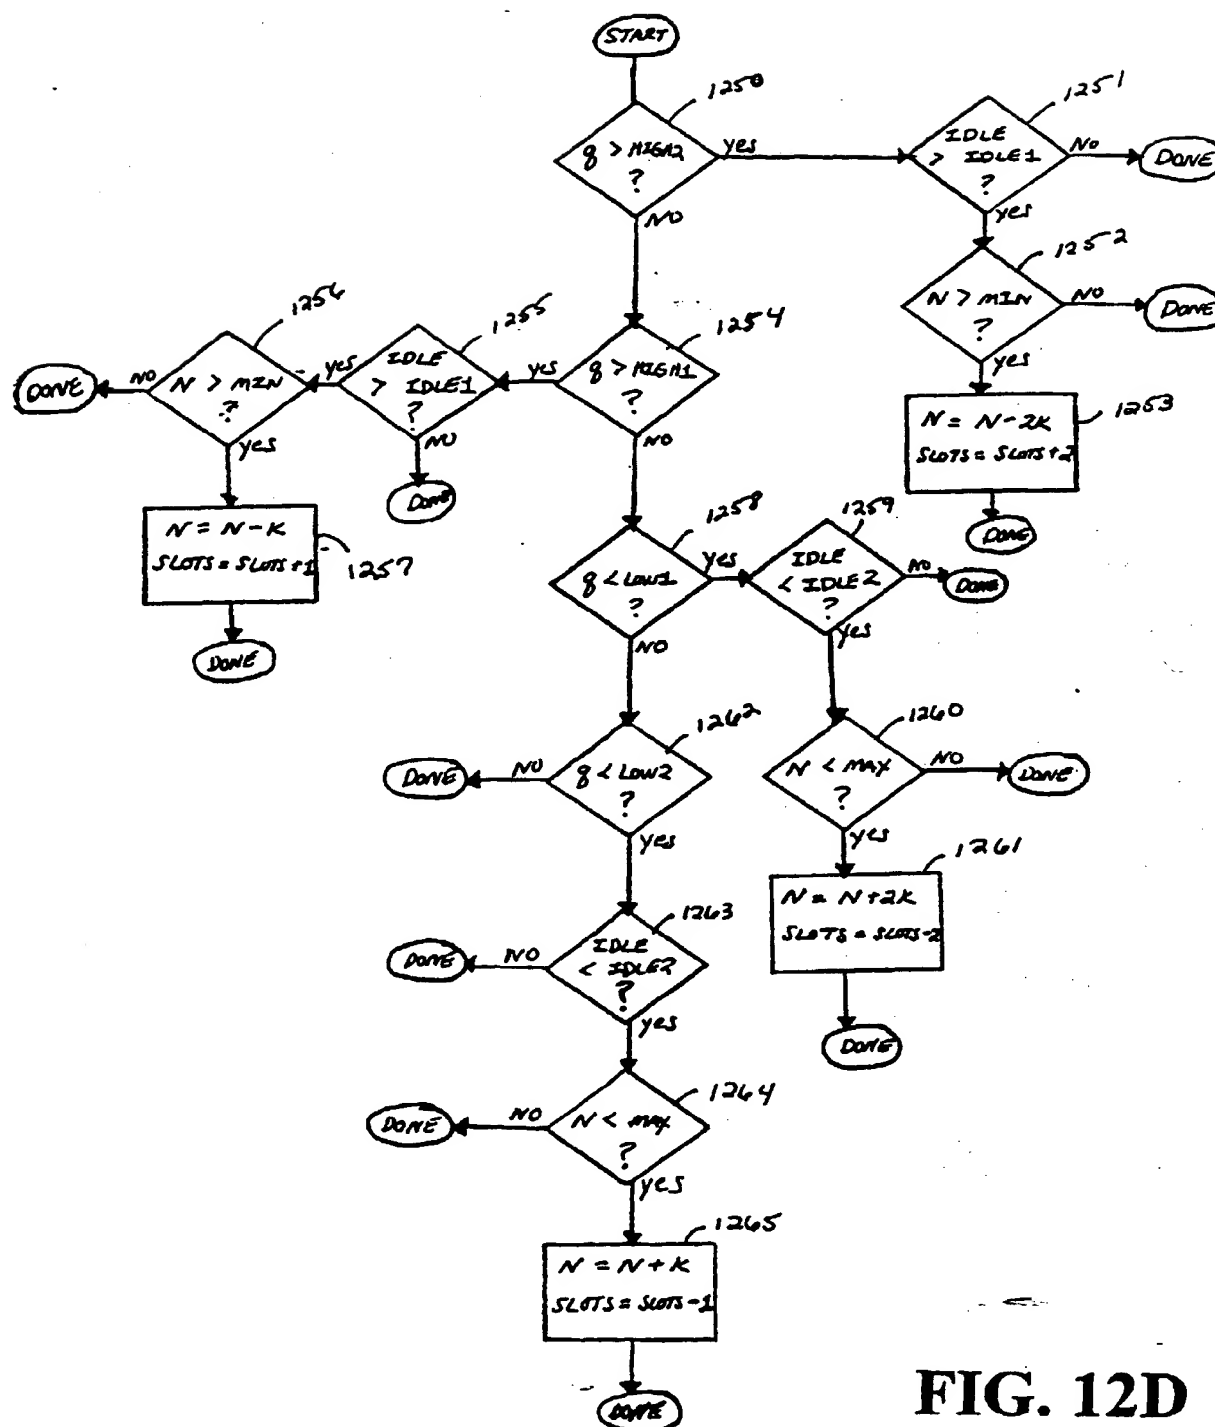 START
1250
q > HIGH2
?
yes
NO
1251
IDLE
> IDLE1
?
NO
DONE
yes
1252
N > MIN
?
NO
DONE
yes
1253
N = N-2K
SLOTS = SLOTS+2
DONE
1254
q > HIGH1
?
yes
NO
1255
IDLE
> IDLE1
?
yes
NO
DONE
1256
N > MIN
?
NO
DONE
yes
1257
N = N-K
SLOTS = SLOTS+1
DONE
1258
q < LOW1
?
yes
NO
1259
IDLE
< IDLE2
?
NO
DONE
yes
1260
N < MAX
?
NO
DONE
yes
1261
N = N+2K
SLOTS = SLOTS-2
DONE
1262
q < LOW2
?
NO
DONE
yes
1263
IDLE
< IDLE2
?
NO
DONE
yes
1264
N < MAX
?
NO
DONE
yes
1265
N = N + K
SLOTS = SLOTS-1
DONE
FIG. 12D